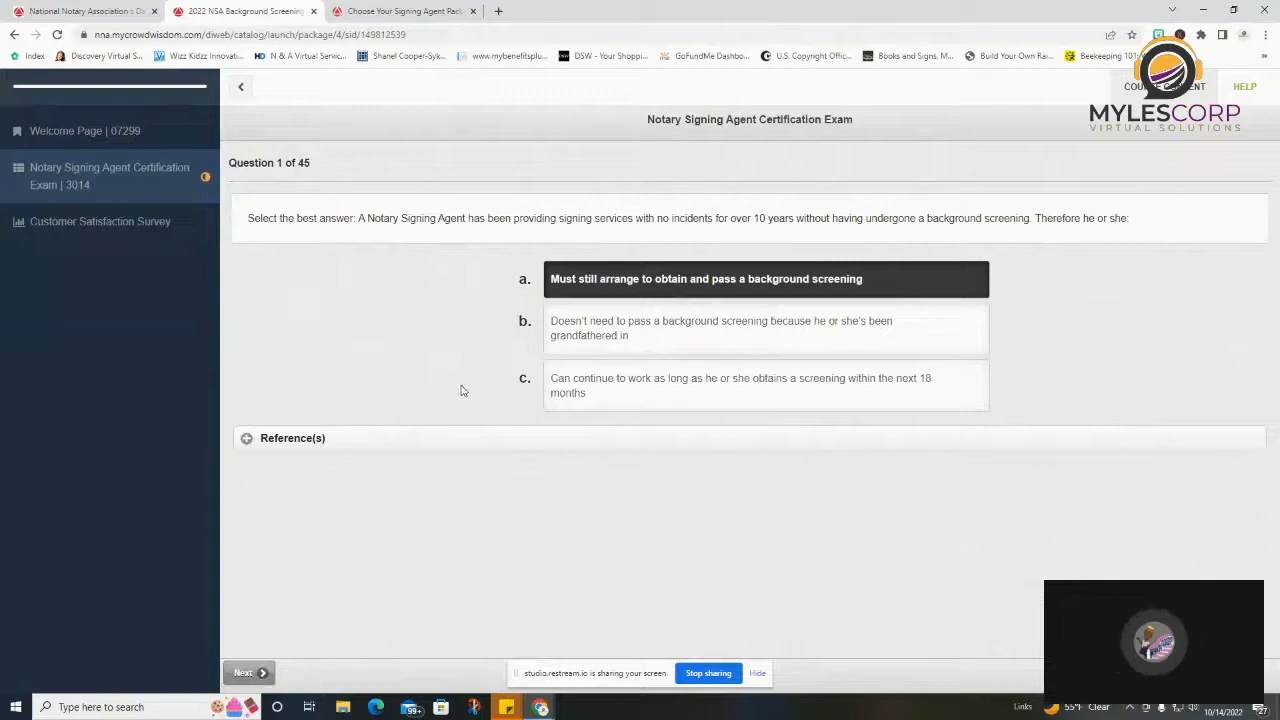 National Notary Association : Da
2022 NSA Background Screening
Choose Your Signing Agent Pack
nna.mycrowdwisdom.com/diweb/catalog/launch/package/4/sid/149812539
Index
Discovery Virtual S...
Wizz Kidzz Innovati...
N & A Virtual Servic...
Shanel Cooper-Syk...
www.mybenefitsplu...
DSW - Your Shoppi...
GoFundMe Dashbo...
U.S. Copyright Offic...
Books and Signs, M...
Build Your Own Rai...
Beekeeping 101:
HELP
MYLESCORP
VIRTUAL SOLUTIONS
Welcome Page | 07299
Notary Signing Agent Certification
Exam | 3014
Customer Satisfaction Survey
Notary Signing Agent Certification Exam
Question 1 of 45
Select the best answer: A Notary Signing Agent has been providing signing services with no incidents for over 10 years without having undergone a background screening. Therefore he or she:
a. Must still arrange to obtain and pass a background screening
b. Doesn't need to pass a background screening because he or she's been
grandfathered in
c. Can continue to work as long as he or she obtains a screening within the next 18
months
Reference(s)
Next
studio.restream.io is sharing your screen.
Stop sharing
Hide
Type here to search
99+
Links
55°F Clear
10/14/2022